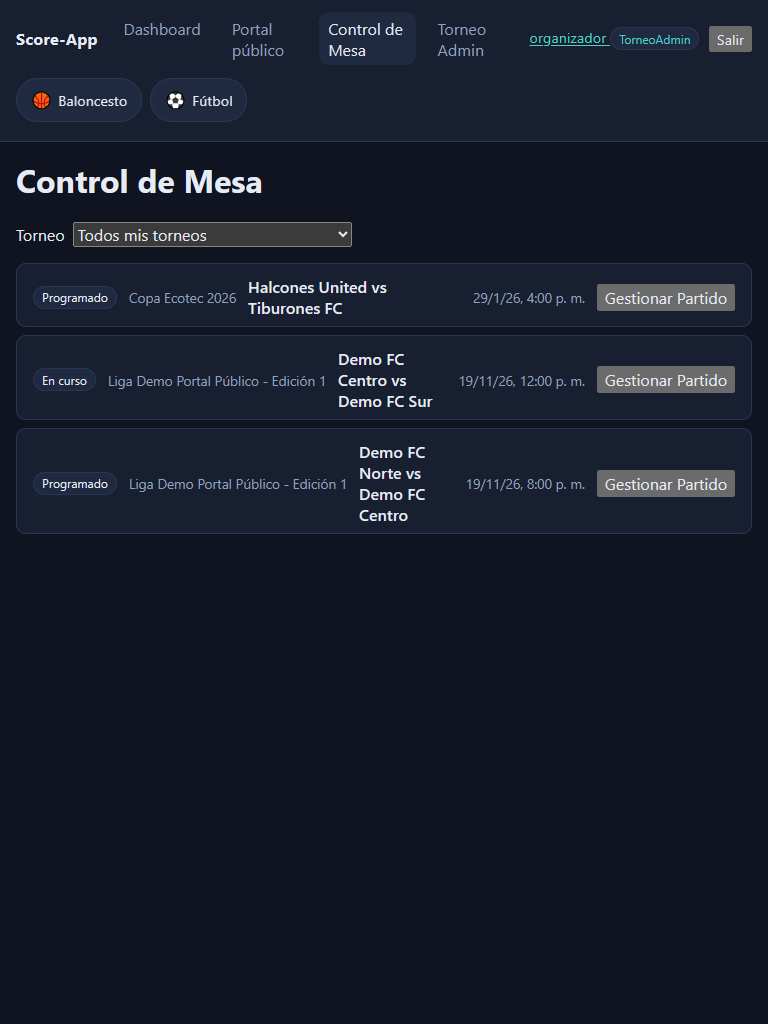 Score-App
Dashboard
Portal
público
Control de
Mesa
Torneo
Admin
organizador
TorneoAdmin
Salir
Baloncesto
Fútbol
Control de Mesa
Torneo
Todos mis torneos
Programado
Copa Ecotec 2026
Halcones United vs
Tiburones FC
29/1/26, 4:00 p. m.
Gestionar Partido
En curso
Liga Demo Portal Público - Edición 1
Demo FC
Centro vs
Demo FC Sur
19/11/26, 12:00 p. m.
Gestionar Partido
Programado
Liga Demo Portal Público - Edición 1
Demo FC
Norte vs
Demo FC
Centro
19/11/26, 8:00 p. m.
Gestionar Partido